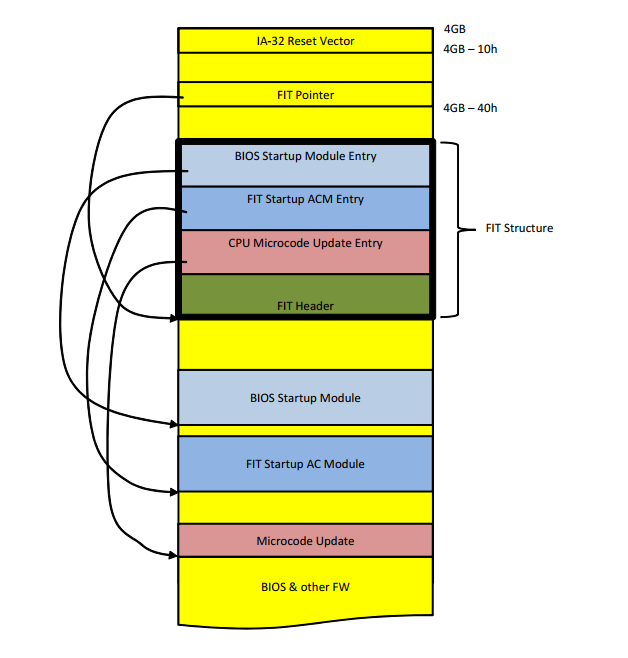 IA-32 Reset Vector
4GB
4GB – 10h
FIT Pointer
4GB – 40h
BIOS Startup Module Entry
FIT Startup ACM Entry
FIT Structure
CPU Microcode Update Entry
FIT Header
BIOS Startup Module
FIT Startup AC Module
Microcode Update
BIOS & other FW